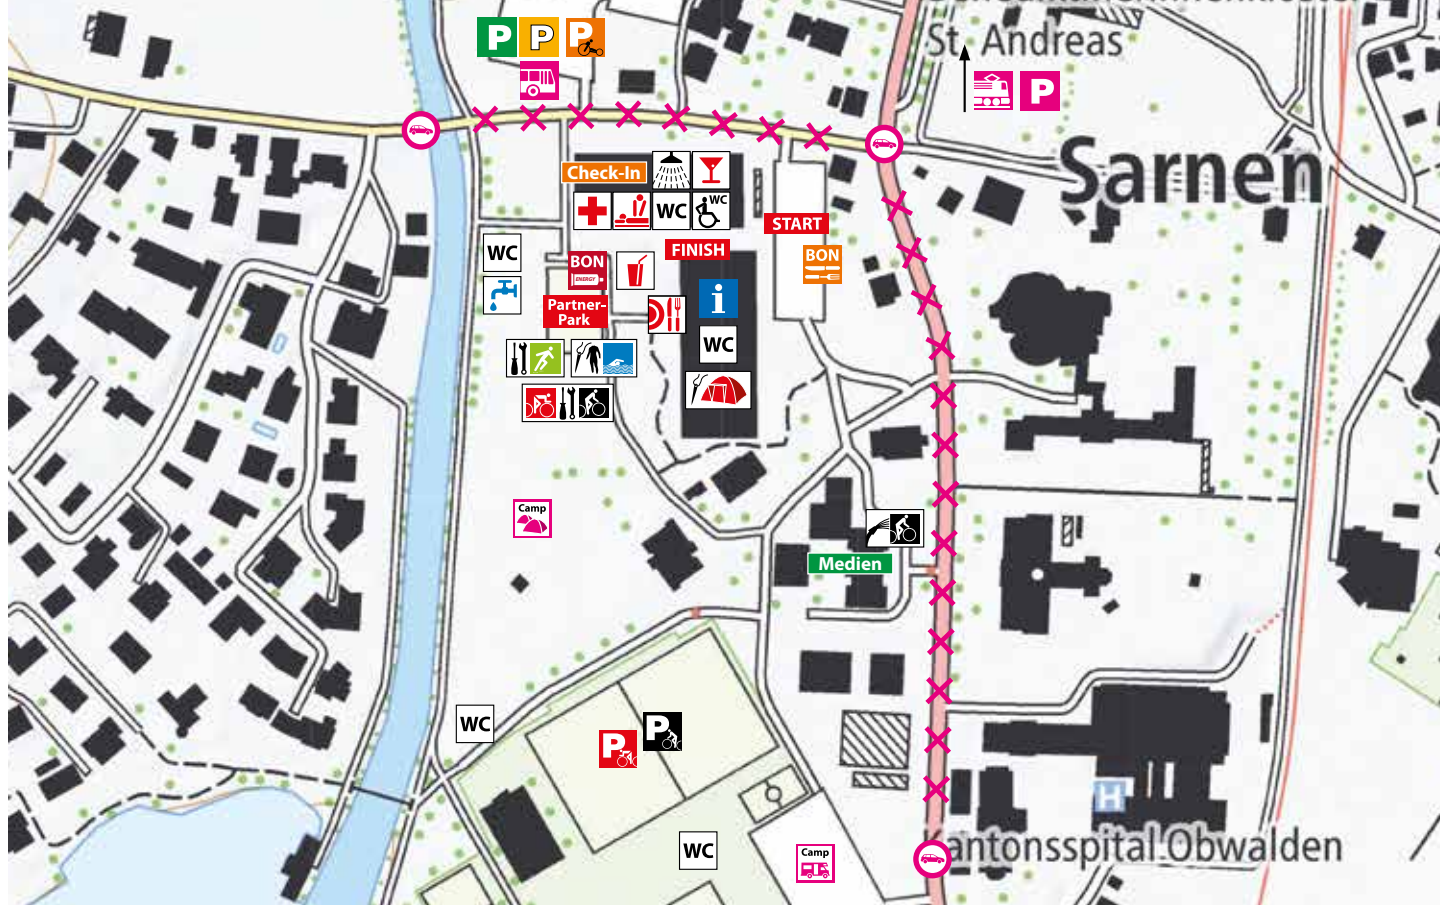 P P P
St. Andreas
P
Sarnen
Check-In
WC
WC
START
WC
FINISH
BON
ENERGY
BON
i
Partner-
Park
WC
Camp
Medien
WC
P
P
H
WC
Camp
Kantonsspital Obwalden